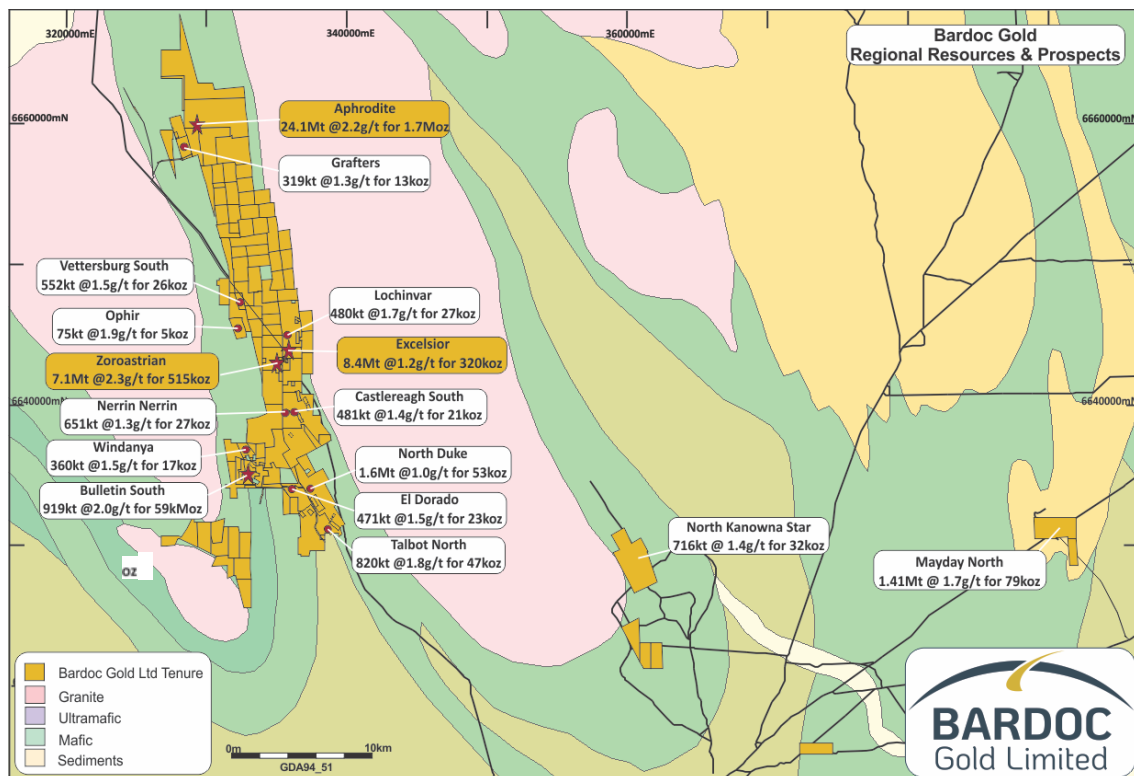 320000mE
340000mE
360000mE
Bardoc Gold
Regional Resources & Prospects
6660000mN
6660000mN
Aphrodite
24.1Mt @2.2g/t for 1.7Moz
Grafters
319kt @1.3g/t for 13koz
Vettersburg South
552kt @1.5g/t for 26koz
Lochinvar
480kt @1.7g/t for 27koz
Ophir
75kt @1.9g/t for 5koz
Excelsior
8.4Mt @1.2g/t for 320koz
Zoroastrian
7.1Mt @2.3g/t for 515koz
Castlereagh South
481kt @1.4g/t for 21koz
6640000mN
6640000mN
Nerrin Nerrin
651kt @1.3g/t for 27koz
Windanya
360kt @1.5g/t for 17koz
North Duke
1.6Mt @1.0g/t for 53koz
Bulletin South
919kt @2.0g/t for 59kMoz
El Dorado
471kt @1.5g/t for 23koz
Talbot North
820kt @1.8g/t for 47koz
North Kanowna Star
716kt @ 1.4g/t for 32koz
Mayday North
1.41Mt @ 1.7g/t for 79koz
oz
Bardoc Gold Ltd Tenure
Granite
Ultramafic
Mafic
Sediments
0m
10km
GDA94_51
BARDOC
Gold Limited